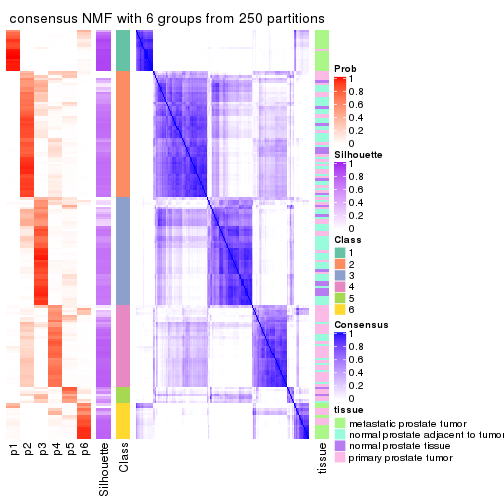 consensus NMF with 6 groups from 250 partitions
Prob
1
0.8
0.6
0.4
0.2
0
Silhouette
1
0.8
0.6
0.4
0.2
0
Class
1
2
3
4
5
6
Consensus
1
0.8
0.6
0.4
0.2
0
tissue
metastatic prostate tumor
normal prostate adjacent to tumor
normal prostate tissue
primary prostate tumor
p1
p2
p3
p4
p5
p6
Silhouette
Class
tissue